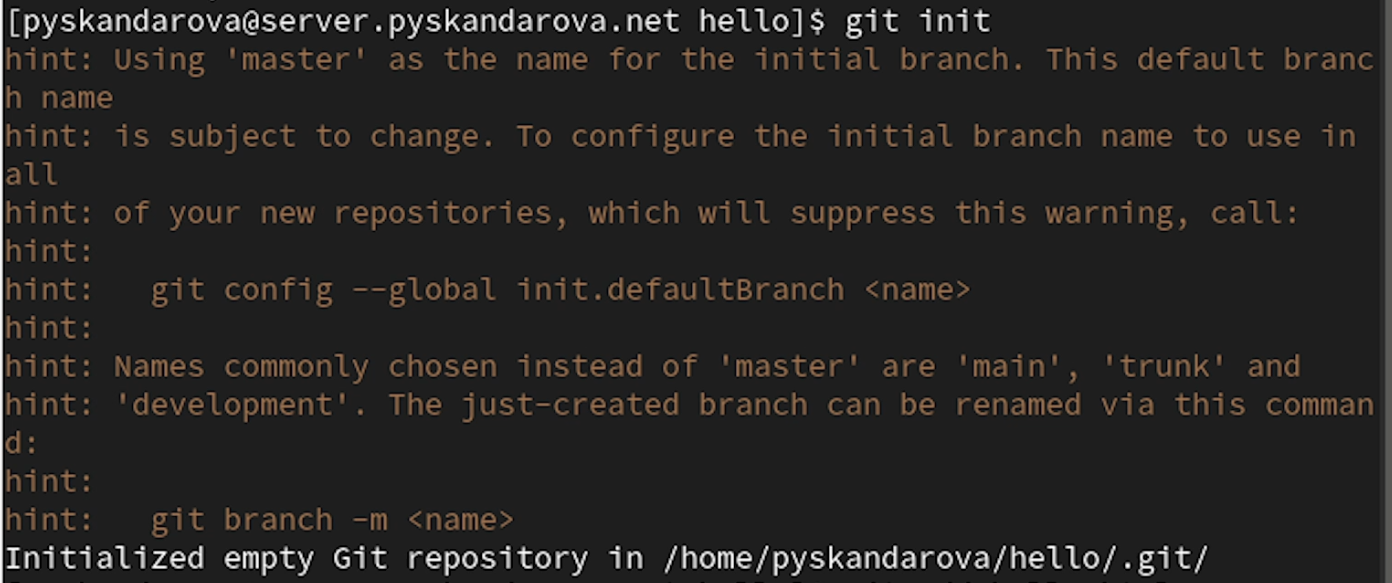 [pyskandarova@server.pyskandarova.net hello]$ git init
hint: Using 'master' as the name for the initial branch. This default branc
h name
hint: is subject to change. To configure the initial branch name to use in
all
hint: of your new repositories, which will suppress this warning, call:
hint:
hint:   git config --global init.defaultBranch <name>
hint:
hint: Names commonly chosen instead of 'master' are 'main', 'trunk' and
hint: 'development'. The just-created branch can be renamed via this comman
d:
hint:
hint:   git branch -m <name>
Initialized empty Git repository in /home/pyskandarova/hello/.git/